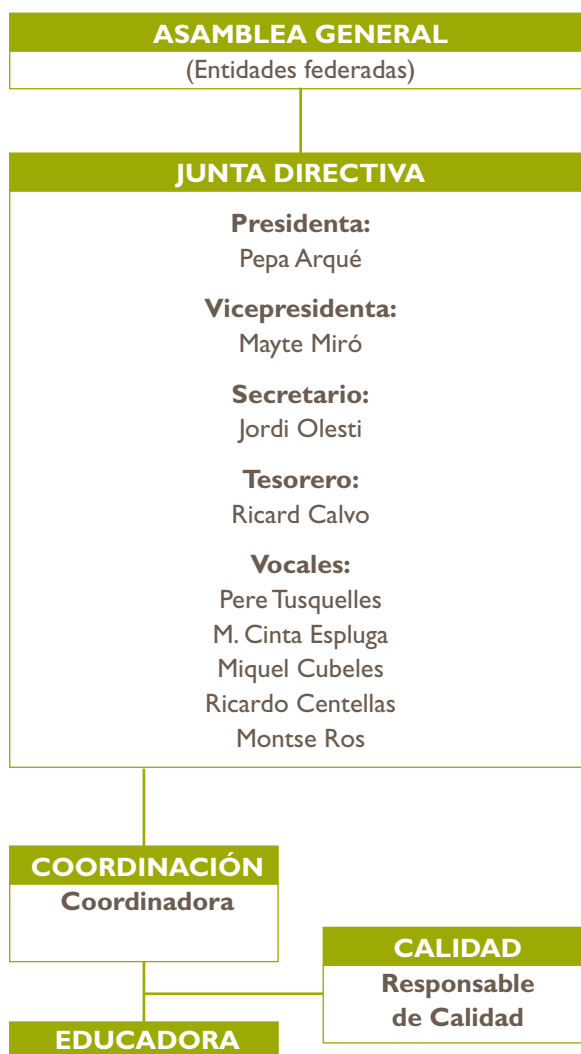 ASAMBLEA GENERAL
(Entidades federadas)
JUNTA DIRECTIVA
Presidenta:
Pepa Arqué
Vicepresidenta:
Mayte Miró
Secretario:
Jordi Olesti
Tesorero:
Ricard Calvo
Vocales:
Pere Tusquelles
M. Cinta Espluga
Miquel Cubeles
Ricardo Centellas
Montse Ros
COORDINACIÓN
Coordinadora
CALIDAD
Responsable
de Calidad
EDUCADORA